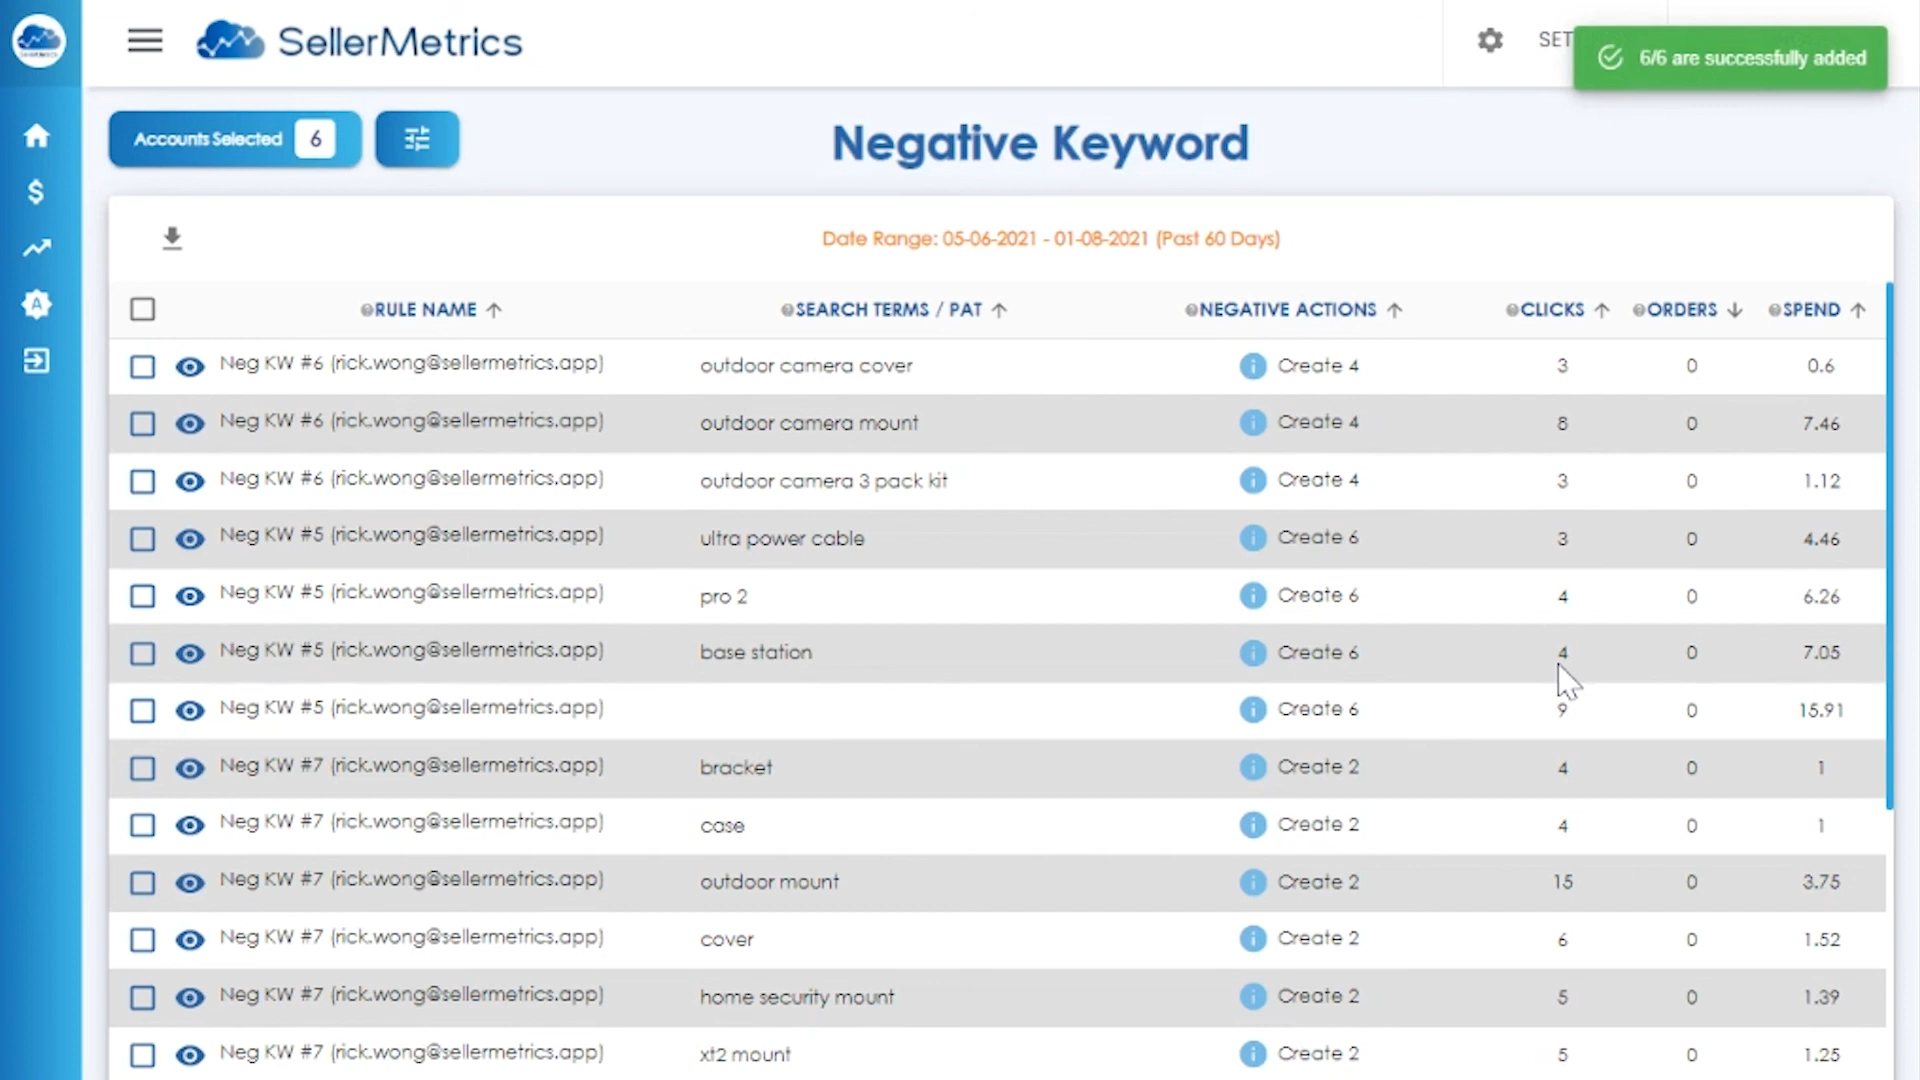 SellerMetrics
SET
6/6 are successfully added
Accounts Selected 6
Negative Keyword
Date Range: 05-06-2021 - 01-08-2021 (Past 60 Days)
RULE NAME SEARCH TERMS / PAT NEGATIVE ACTIONS CLICKS ORDERS SPEND
Neg KW #6 (rick.wong@sellermetrics.app) outdoor camera cover Create 4 3 0 0.6
Neg KW #6 (rick.wong@sellermetrics.app) outdoor camera mount Create 4 8 0 7.46
Neg KW #6 (rick.wong@sellermetrics.app) outdoor camera 3 pack kit Create 4 3 0 1.12
Neg KW #5 (rick.wong@sellermetrics.app) ultra power cable Create 6 3 0 4.46
Neg KW #5 (rick.wong@sellermetrics.app) pro 2 Create 6 4 0 6.26
Neg KW #5 (rick.wong@sellermetrics.app) base station Create 6 4 0 7.05
Neg KW #5 (rick.wong@sellermetrics.app) Create 6 9 0 15.91
Neg KW #7 (rick.wong@sellermetrics.app) bracket Create 2 4 0 1
Neg KW #7 (rick.wong@sellermetrics.app) case Create 2 4 0 1
Neg KW #7 (rick.wong@sellermetrics.app) outdoor mount Create 2 15 0 3.75
Neg KW #7 (rick.wong@sellermetrics.app) cover Create 2 6 0 1.52
Neg KW #7 (rick.wong@sellermetrics.app) home security mount Create 2 5 0 1.39
Neg KW #7 (rick.wong@sellermetrics.app) xt2 mount Create 2 5 0 1.25